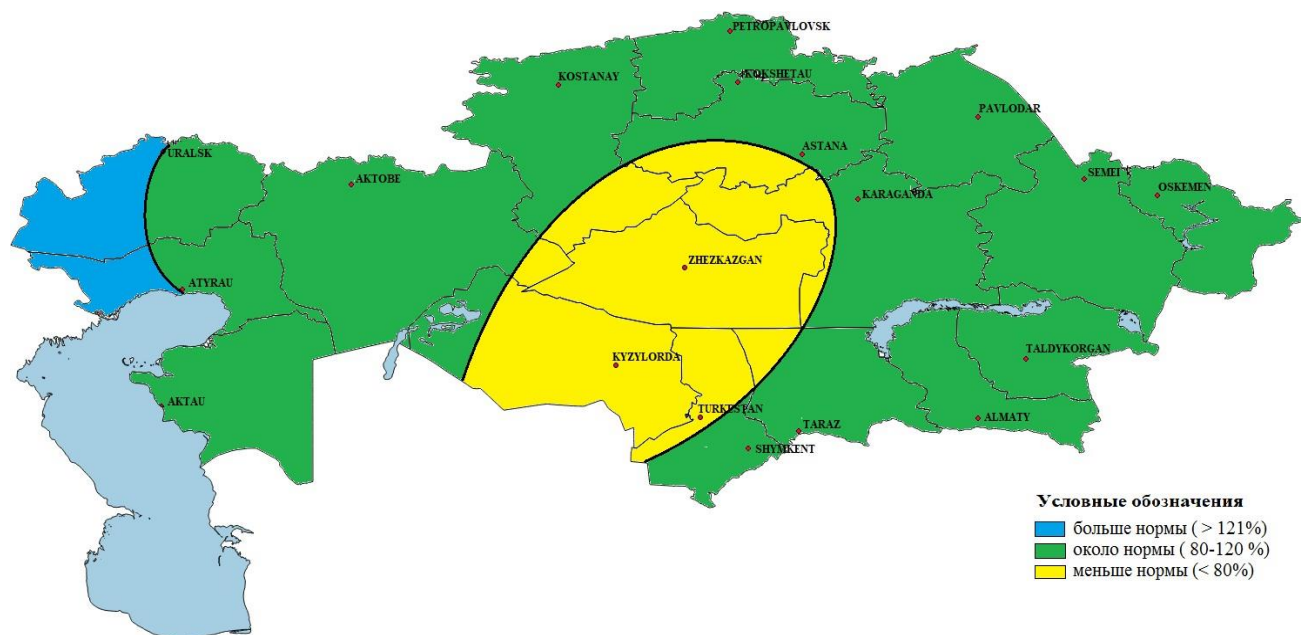 PETROPAVLOVSK
KOSTANAY
KOKSHETAU
PAVLODAR
URALSK
ASTANA
AKTOBE
SEMEI
OSKEMEN
KARAGANDA
ZHEZKAZGAN
ATYRAU
KYZYLORDA
TALDYKORGAN
AKTAU
TURKESTAN
ALMATY
TARAZ
SHYMKENT
Условные обозначения
больше нормы ( > 121%)
около нормы ( 80-120 %)
меньше нормы (< 80%)